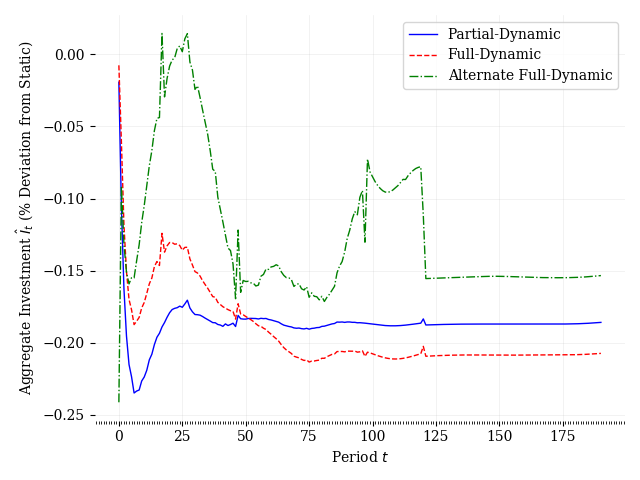 Partial-Dynamic
Full-Dynamic
Alternate Full-Dynamic
Aggregate Investment Î_t (% Deviation from Static)
0.00
−0.05
−0.10
−0.15
−0.20
−0.25
0 25 50 75 100 125 150 175
Period t